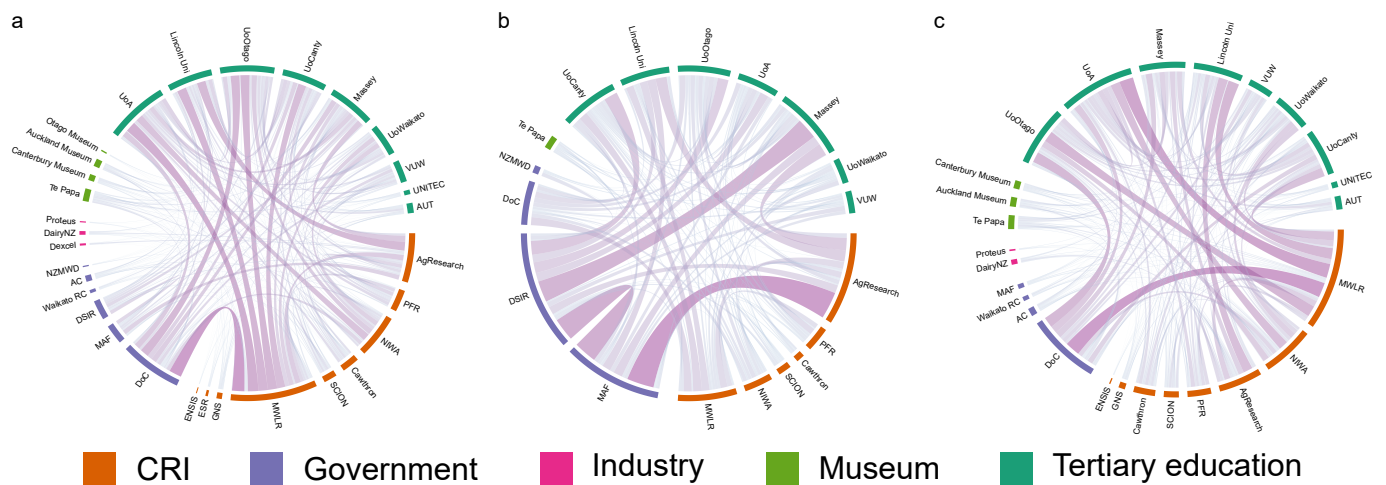 a
Otago Museum
Auckland Museum
Canterbury Museum
Te Papa
Proteus
DairyNZ
Dexcel
NZMWD
AC
Waikato RC
DSIR
MAF
DoC
ENSIS
ESR
GNS
MWLR
SCION
Cawthron
NIWA
PFR
AgResearch
AUT
UNITEC
VUW
UoWaikato
Massey
UoCanty
UoOtago
Lincoln Uni
UoA
b
Te Papa
NZMWD
DoC
DSIR
MAF
MWLR
NIWA
SCION
Cawthron
PFR
AgResearch
VUW
UoWaikato
Massey
UoA
UoOtago
Lincoln Uni
UoCanty
c
Canterbury Museum
Auckland Museum
Te Papa
Proteus
DairyNZ
MAF
Waikato RC
AC
DoC
ENSIS
GNS
Cawthron
SCION
PFR
AgResearch
NIWA
MWLR
AUT
UNITEC
UoCanty
UoWaikato
VUW
Lincoln Uni
Massey
UoA
UoOtago
CRI
Government
Industry
Museum
Tertiary education